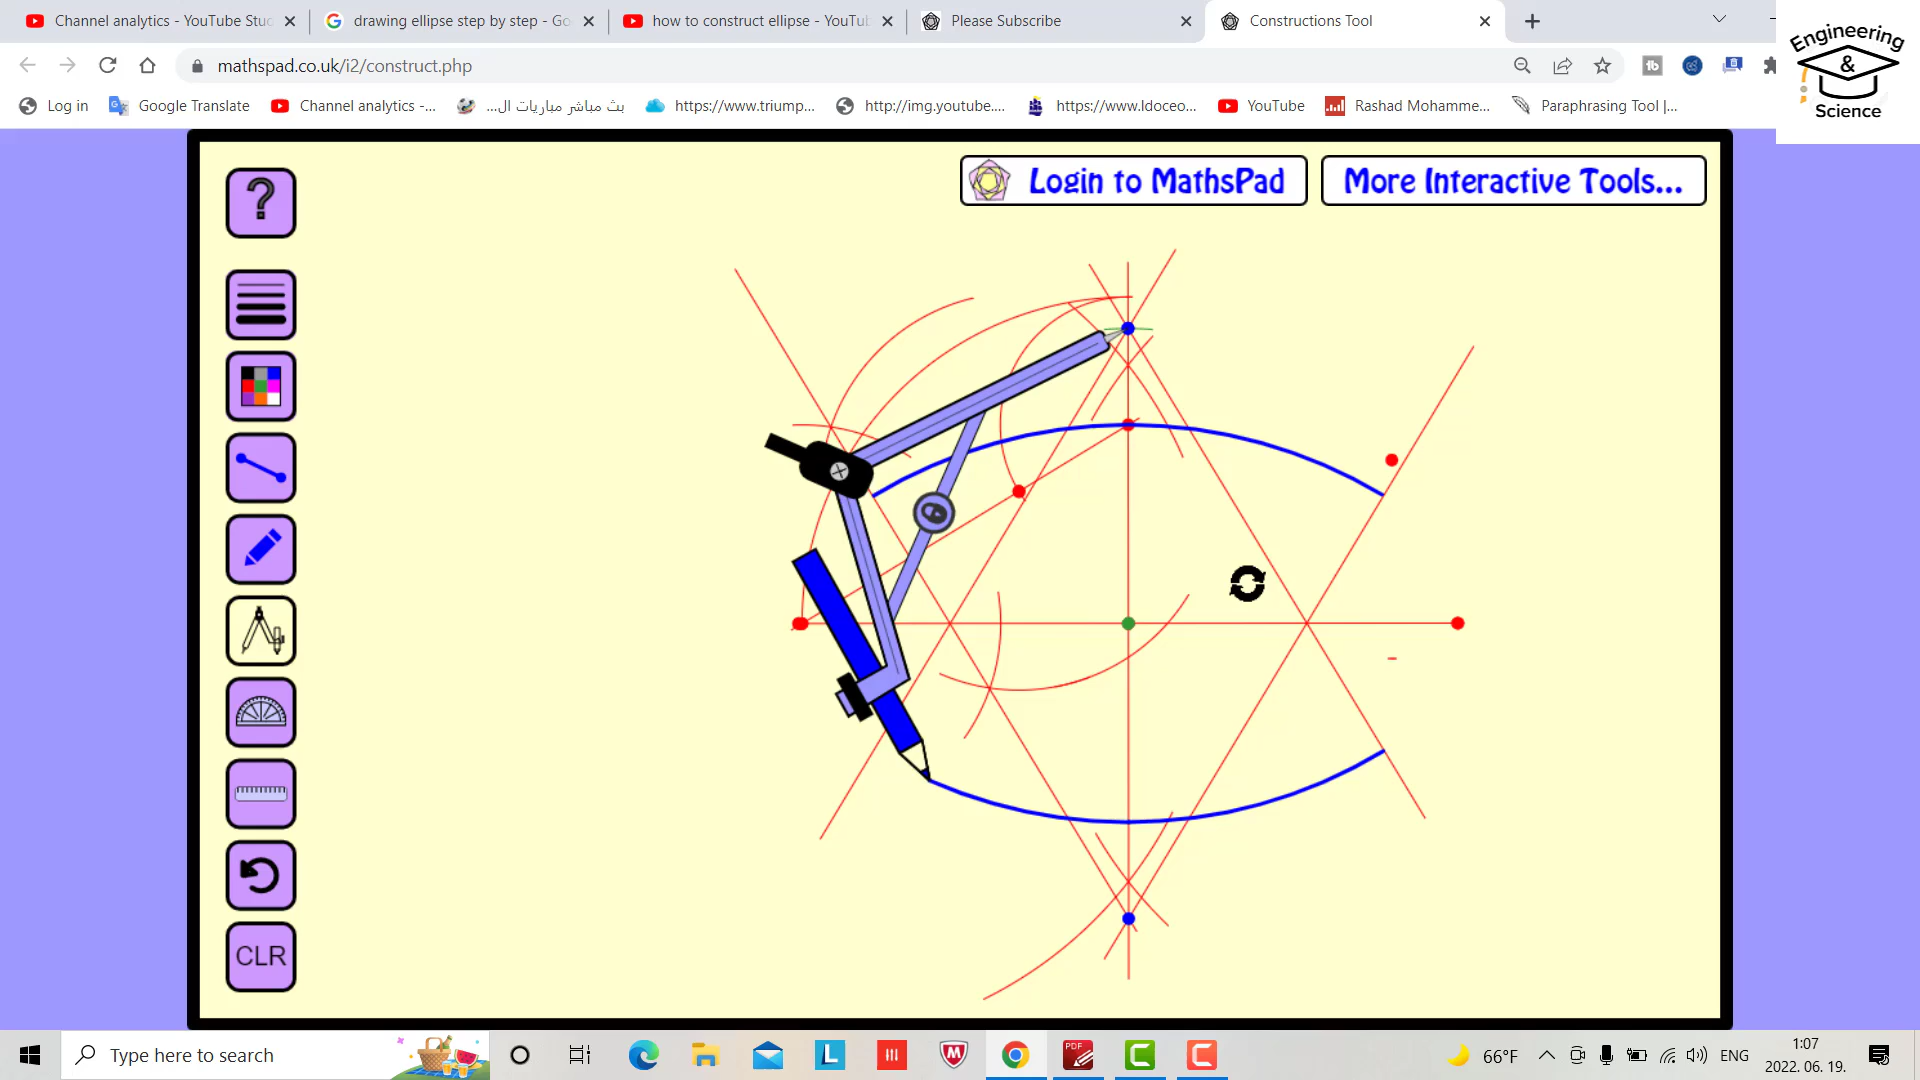 Channel analytics - YouTube Stu
drawing ellipse step by step - Go
how to construct ellipse - YouTu
Please Subscribe
Constructions Tool
mathspad.co.uk/i2/construct.php
Log in
Google Translate
Channel analytics -...
بث مباشر مباريات ال...
https://www.triump...
http://img.youtube....
https://www.ldoceo...
YouTube
Rashad Mohamme...
Paraphrasing Tool |...
Engineering
&
Science
?
Login to MathsPad
More Interactive Tools...
CLR
Type here to search
L
PDF
66°F
ENG
1:07
2022. 06. 19.